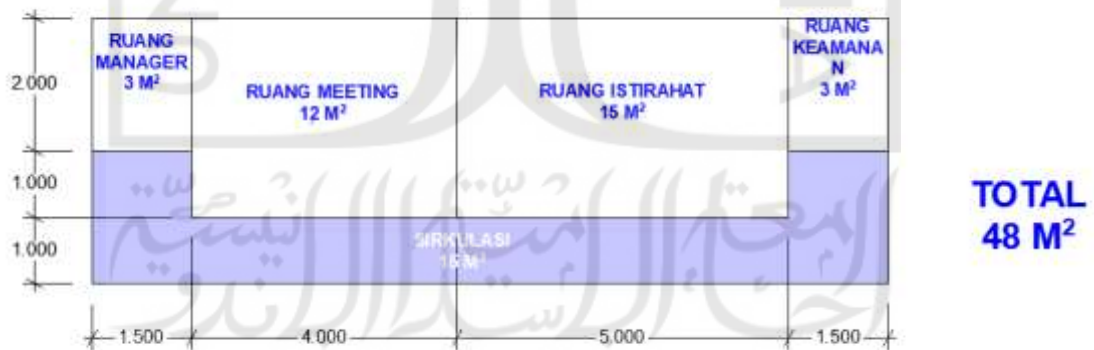 RUANG
MANAGER
3 M²
RUANG MEETING
12 M²
RUANG ISTIRAHAT
15 M²
RUANG
KEAMANA
N
3 M²
2.000
1.000
1.000
SIRKULASI
15 M²
TOTAL
48 M²
1.500
4.000
5.000
1.500